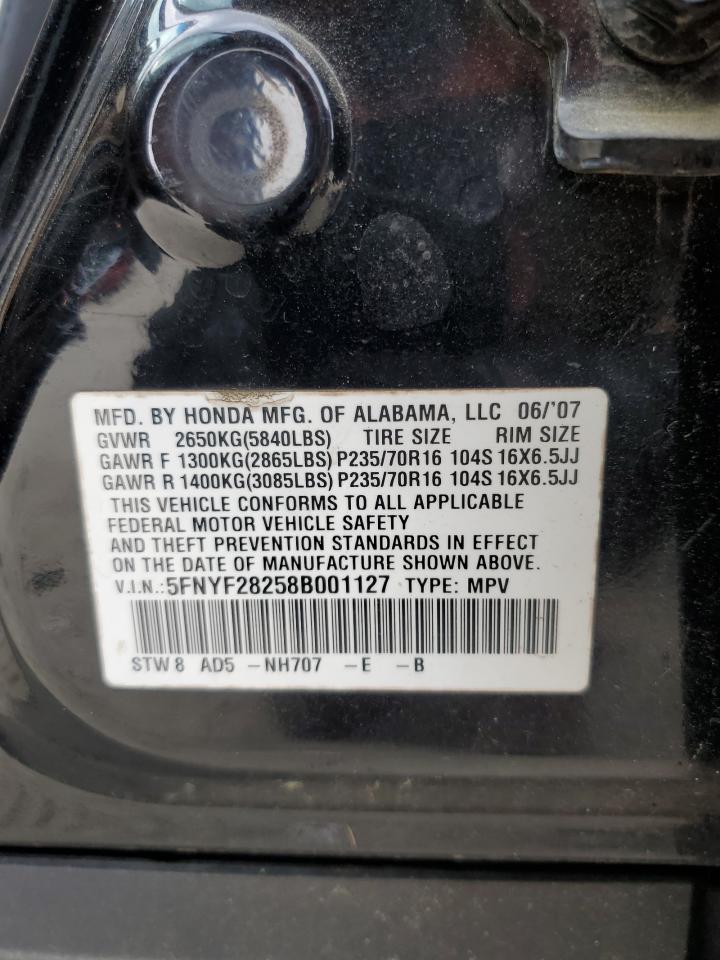 MFD. BY HONDA MFG. OF ALABAMA, LLC 06/'07
GVWR 2650KG(5840LBS) TIRE SIZE RIM SIZE
GAWR F 1300KG(2865LBS) P235/70R16 104S 16X6.5JJ
GAWR R 1400KG(3085LBS) P235/70R16 104S 16X6.5JJ
THIS VEHICLE CONFORMS TO ALL APPLICABLE
FEDERAL MOTOR VEHICLE SAFETY
AND THEFT PREVENTION STANDARDS IN EFFECT
ON THE DATE OF MANUFACTURE SHOWN ABOVE.
V.I.N.:5FNYF28258B001127 TYPE: MPV
STW8 AD5 -NH707 -E -B